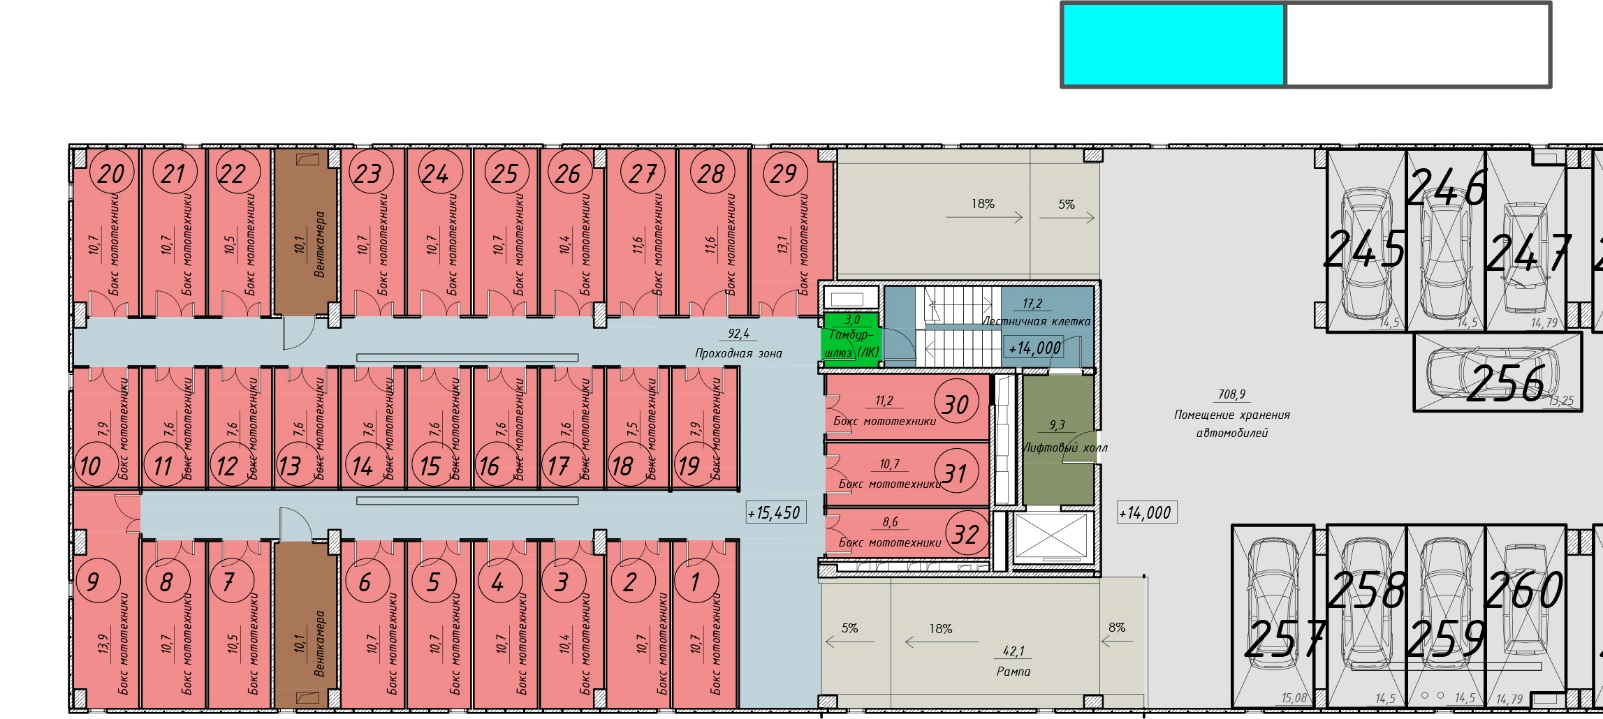 20
21
22
23
24
25
26
27
28
29
10,7
Бокс мототехники
10,7
Бокс мототехники
10,5
Бокс мототехники
10,1
Венткамера
10,7
Бокс мототехники
10,7
Бокс мототехники
10,7
Бокс мототехники
10,4
Бокс мототехники
11,6
Бокс мототехники
11,6
Бокс мототехники
13,1
Бокс мототехники
18%
5%
245
14,5
246
14,5
247
14,79
92,4
Проходная зона
3,0
Тамбур-
шлюз (ЛК)
17,2
Лестничная клетка
+14,000
256
13,25
7,9
Бокс мототехники
7,6
Бокс мототехники
7,6
Бокс мототехники
7,6
Бокс мототехники
7,6
Бокс мототехники
7,6
Бокс мототехники
7,6
Бокс мототехники
7,6
Бокс мототехники
7,5
Бокс мототехники
7,9
Бокс мототехники
10
11
12
13
14
15
16
17
18
19
11,2
30
Бокс мототехники
10,7
31
Бокс мототехники
8,6
32
Бокс мототехники
9,3
Лифтовый холл
708,9
Помещение хранения
автомобилей
+15,450
+14,000
9
8
7
6
5
4
3
2
1
13,9
Бокс мототехники
10,7
Бокс мототехники
10,5
Бокс мототехники
10,1
Венткамера
10,7
Бокс мототехники
10,7
Бокс мототехники
10,7
Бокс мототехники
10,4
Бокс мототехники
10,7
Бокс мототехники
10,7
Бокс мототехники
5%
18%
8%
42,1
Рампа
257
15,08
258
14,5
259
14,5
260
14,79